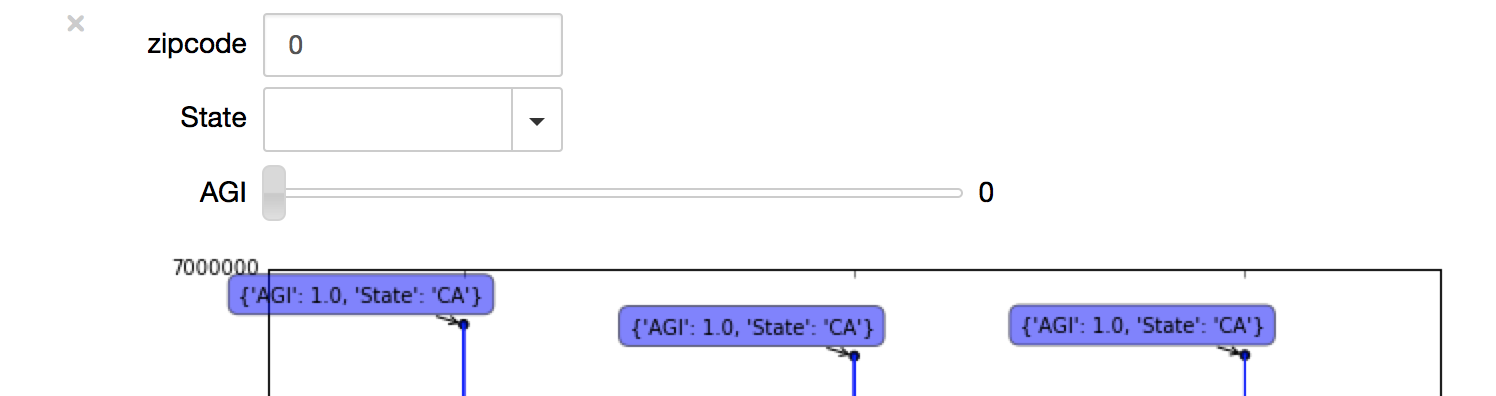 zipcode 0
State
AGI 0
7000000
{'AGI': 1.0, 'State': 'CA'}
{'AGI': 1.0, 'State': 'CA'}
{'AGI': 1.0, 'State': 'CA'}